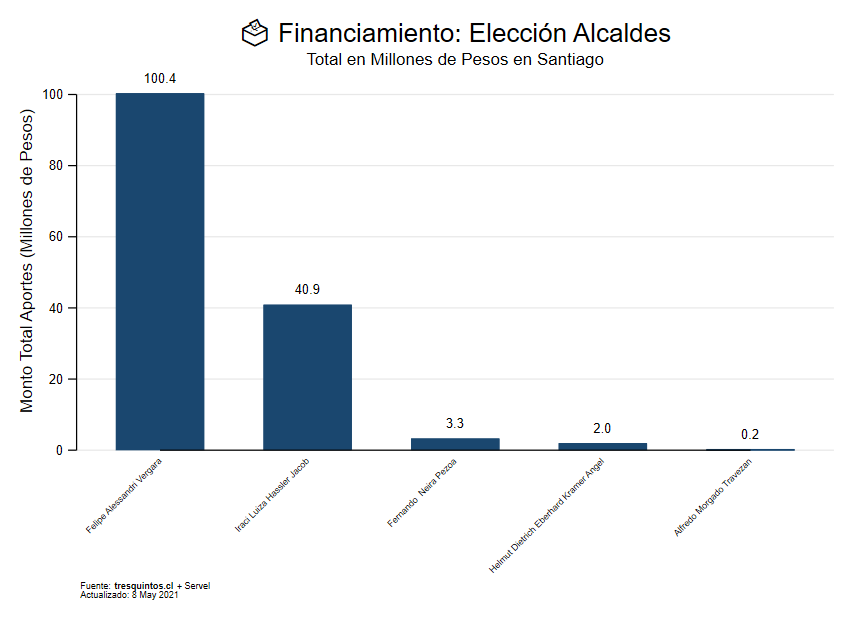 Financiamiento: Elección Alcaldes
Total en Millones de Pesos en Santiago
Monto Total Aportes (Millones de Pesos)
100
80
60
40
20
0
100.4
40.9
3.3
2.0
0.2
Felipe Alessandri Vergara
Iraci Luiza Hassler Jacob
Fernando Neira Pezoa
Helmut Dietrich Eberhard Kramer Angel
Alfredo Morgado Travezan
Fuente: tresquintos.cl + Servel
Actualizado: 8 May 2021